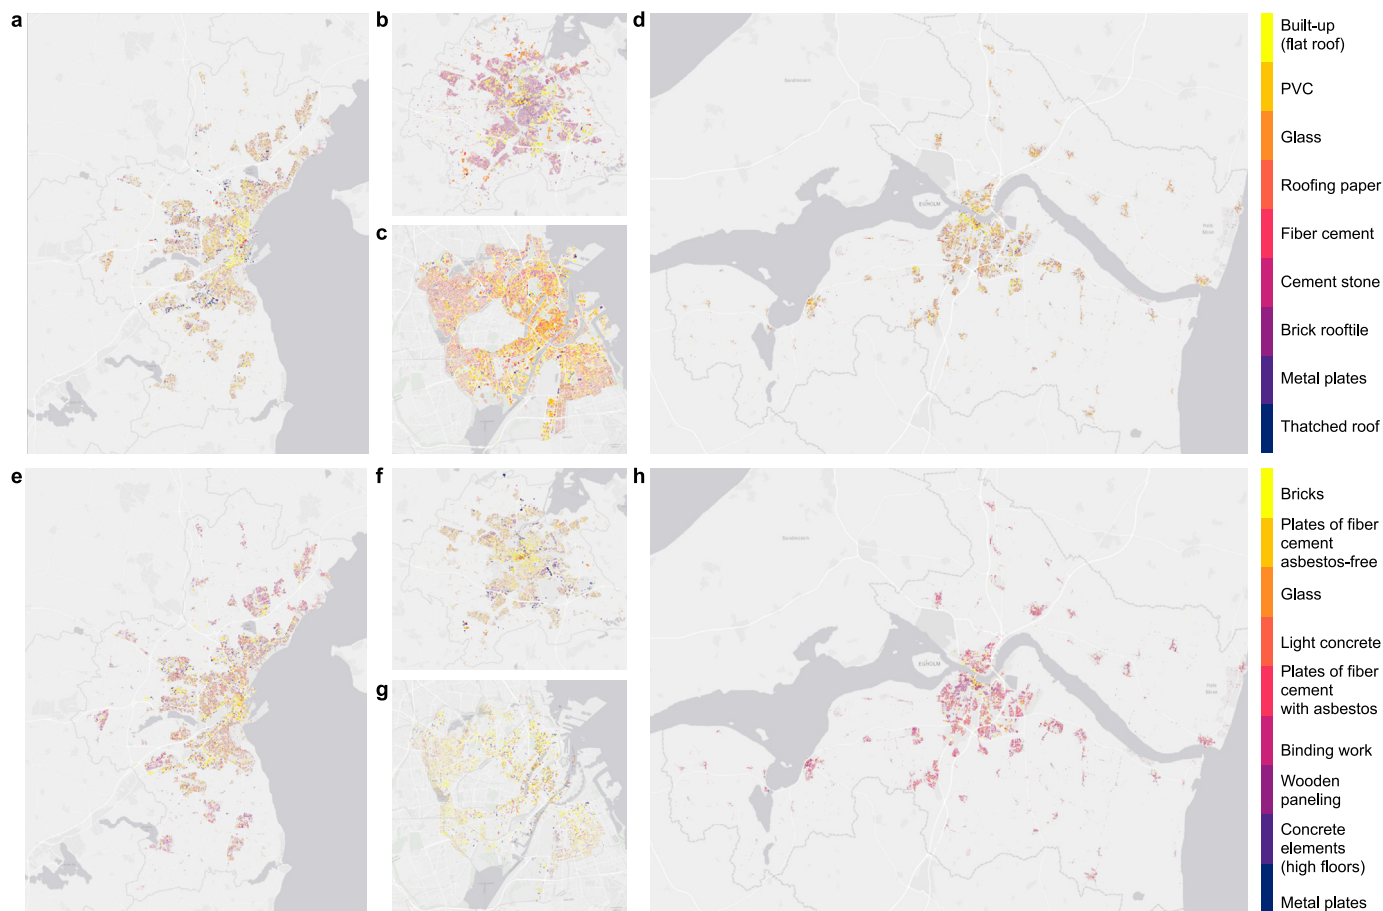 a
b
c
d
EGHOLM
Built-up
(flat roof)
PVC
Glass
Roofing paper
Fiber cement
Cement stone
Brick rooftile
Metal plates
Thatched roof
e
f
g
h
EGHOLM
Bricks
Plates of fiber
cement
asbestos-free
Glass
Light concrete
Plates of fiber
cement
with asbestos
Binding work
Wooden
paneling
Concrete
elements
(high floors)
Metal plates